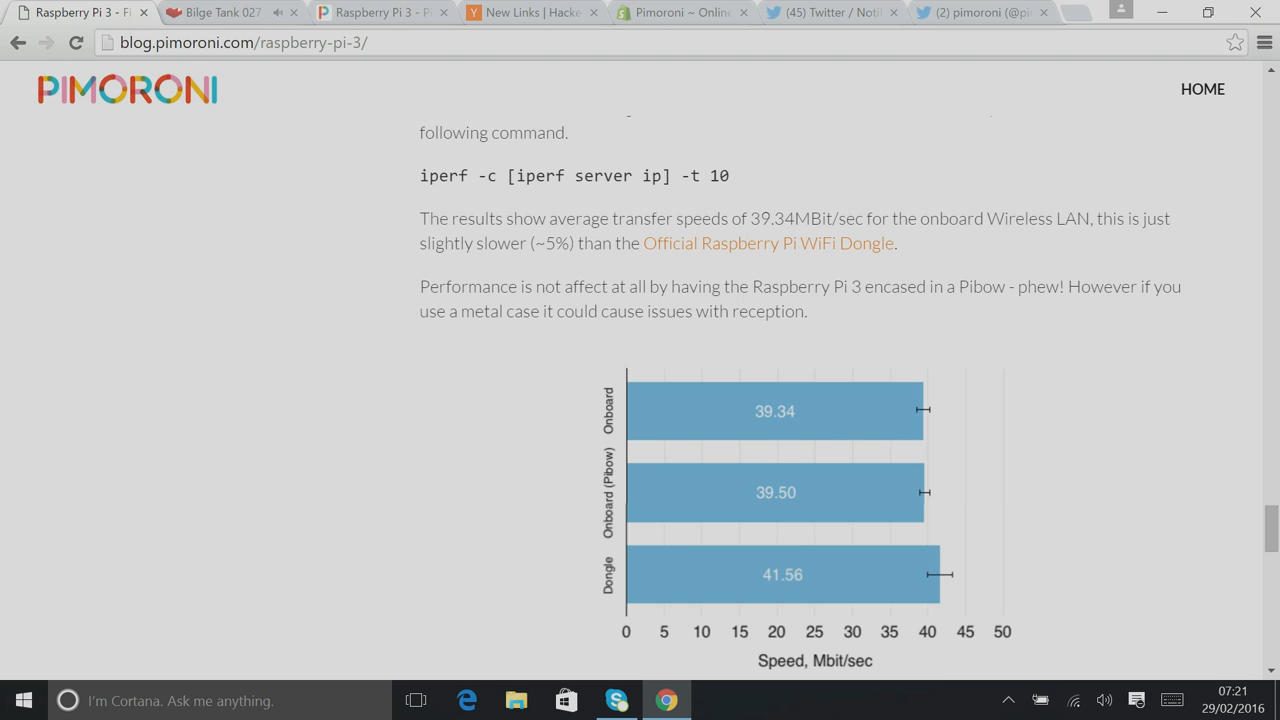 Raspberry Pi 3 - Fi
Bilge Tank 027
Raspberry Pi 3 - P
New Links | Hacke
Pimoroni ~ Online
(45) Twitter / Notif
(2) pimoroni (@pi
blog.pimoroni.com/raspberry-pi-3/
PIMORONI
HOME
following command.
iperf -c [iperf server ip] -t 10
The results show average transfer speeds of 39.34MBit/sec for the onboard Wireless LAN, this is just
slightly slower (~5%) than the Official Raspberry Pi WiFi Dongle.
Performance is not affect at all by having the Raspberry Pi 3 encased in a Pibow - phew! However if you
use a metal case it could cause issues with reception.
Onboard
39.34
Onboard (Pibow)
39.50
Dongle
41.56
0 5 10 15 20 25 30 35 40 45 50
Speed, Mbit/sec
I'm Cortana. Ask me anything.
07:21
29/02/2016